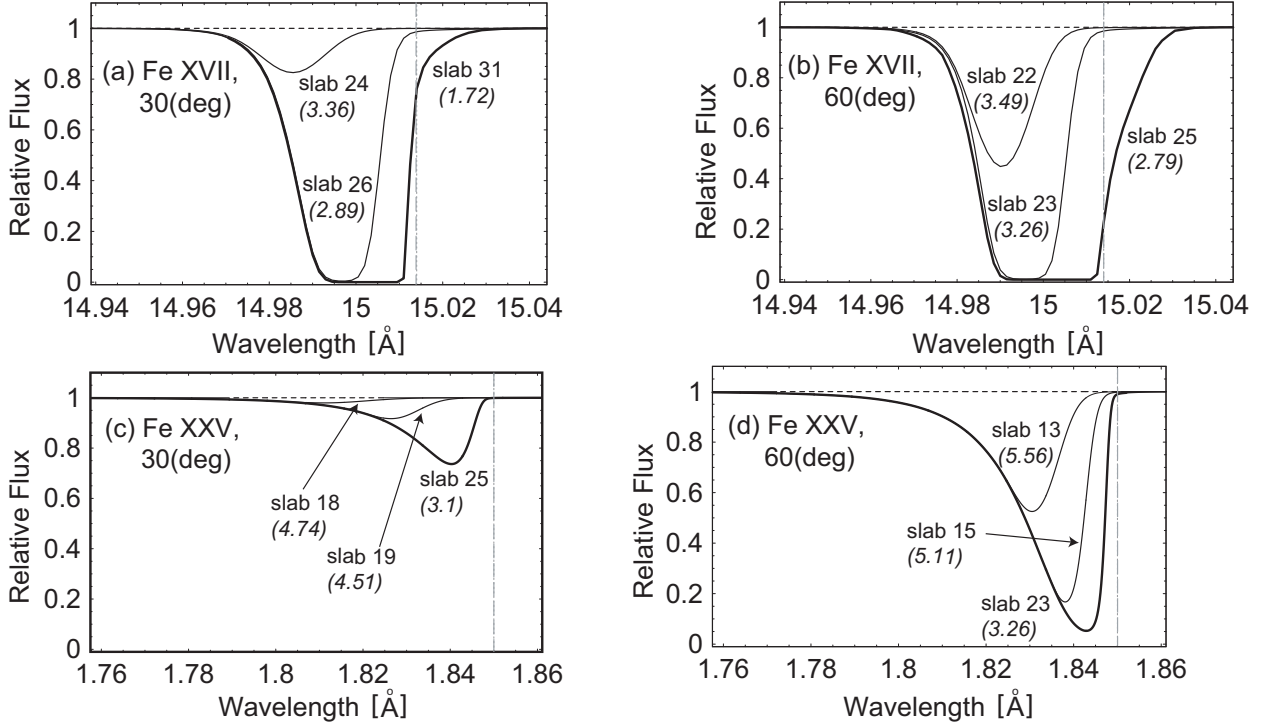 1
0.8
0.6
0.4
0.2
0
Relative Flux
(a) Fe XVII,
30(deg)
slab 24
(3.36)
slab 31
(1.72)
slab 26
(2.89)
14.94
14.96
14.98
15
15.02
15.04
Wavelength [Å]
1
0.8
0.6
0.4
0.2
0
Relative Flux
(b) Fe XVII,
60(deg)
slab 22
(3.49)
slab 25
(2.79)
slab 23
(3.26)
14.94
14.96
14.98
15
15.02
15.04
Wavelength [Å]
1
0.8
0.6
0.4
0.2
0
Relative Flux
(c) Fe XXV,
30(deg)
slab 18
(4.74)
slab 19
(4.51)
slab 25
(3.1)
1.76
1.78
1.8
1.82
1.84
1.86
Wavelength [Å]
1
0.8
0.6
0.4
0.2
0
Relative Flux
(d) Fe XXV,
60(deg)
slab 13
(5.56)
slab 15
(5.11)
slab 23
(3.26)
1.76
1.78
1.8
1.82
1.84
1.86
Wavelength [Å]